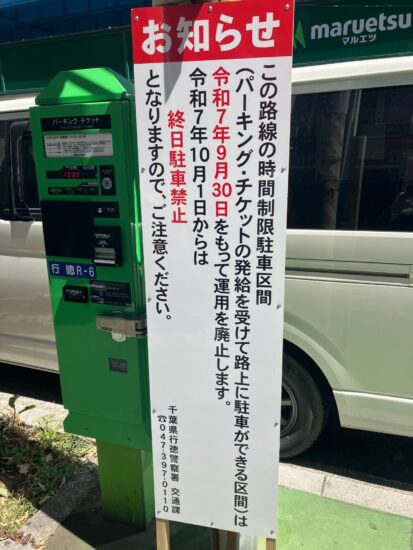 お知らせ
この路線の時間制限駐車区間
(パーキング・チケットの発給を受けて路上に駐車ができる区間)は
令和7年9月30日をもって運用を廃止します。
令和7年10月1日からは
終日駐車禁止
となりますので、ご注意ください。
千葉県行徳警察署 交通課
☎047-397-0110
maruetsu
マルエツ
パーキング・チケット
行徳R-6